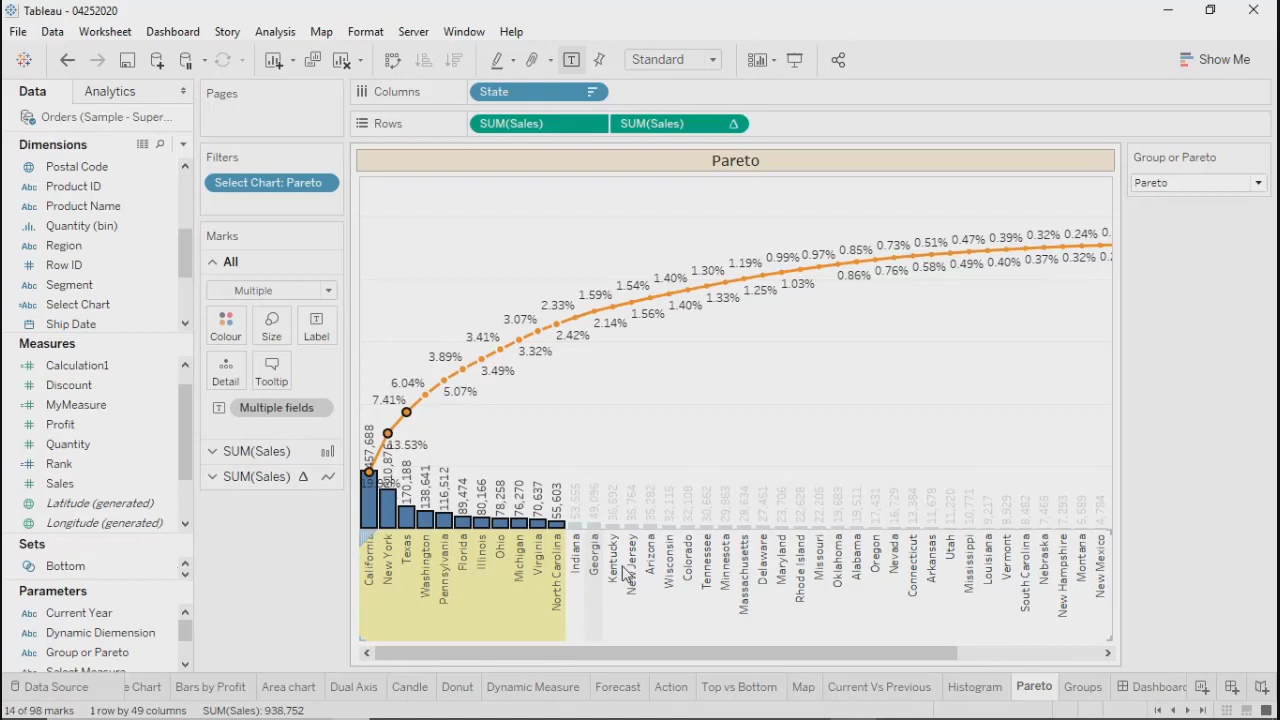 Tableau - 04252020
File Data Worksheet Dashboard Story Analysis Map Format Server Window Help
Standard
Show Me
Data Analytics
Orders (Sample - Super...
Dimensions
Postal Code
Abc Product ID
Abc Product Name
Quantity (bin)
Abc Region
Abc Row ID
Abc Segment
=Abc Select Chart
Ship Date
Measures
Calculation1
Discount
MyMeasure
Profit
Quantity
Rank
Sales
Latitude (generated)
Longitude (generated)
Sets
Bottom
Parameters
Abc Current Year
Abc Dynamic Diemension
Abc Group or Pareto
Pages
Filters
Select Chart: Pareto
Marks
All
Multiple
Colour Size Label
Detail Tooltip
Multiple fields
SUM(Sales)
SUM(Sales) Δ
Columns State
Rows SUM(Sales) SUM(Sales) Δ
Pareto
Group or Pareto
Pareto
13.53%
7.41%
6.04%
5.07%
3.89%
3.49%
3.41%
3.32%
3.07%
2.42%
2.33%
2.14%
1.59%
1.56%
1.54%
1.40%
1.40%
1.33%
1.30%
1.25%
1.19%
1.03%
0.99%
0.97%
0.86%
0.85%
0.76%
0.73%
0.58%
0.51%
0.49%
0.47%
0.40%
0.39%
0.37%
0.32%
0.32%
0.24%
170,188
138,641
116,512
89,474
80,166
78,258
76,270
70,637
55,603
53,555
49,096
36,592
35,764
35,282
32,115
32,108
30,662
29,863
28,634
27,451
23,706
22,628
22,205
19,683
19,511
17,431
16,729
13,384
11,678
11,220
10,771
9,217
8,929
8,482
7,465
7,293
5,589
4,784
California
New York
Texas
Washington
Pennsylvania
Florida
Illinois
Ohio
Michigan
Virginia
North Carolina
Indiana
Georgia
Kentucky
New Jersey
Arizona
Wisconsin
Colorado
Tennessee
Minnesota
Massachusetts
Delaware
Maryland
Rhode Island
Missouri
Oklahoma
Alabama
Oregon
Nevada
Connecticut
Arkansas
Utah
Mississippi
Louisiana
Vermont
South Carolina
Nebraska
New Hampshire
Montana
New Mexico
Data Source e Chart Bars by Profit Area chart Dual Axis Candle Donut Dynamic Measure Forecast Action Top vs Bottom Map Current Vs Previous Histogram Pareto Groups Dashboar
14 of 98 marks 1 row by 49 columns SUM(Sales): 938,752